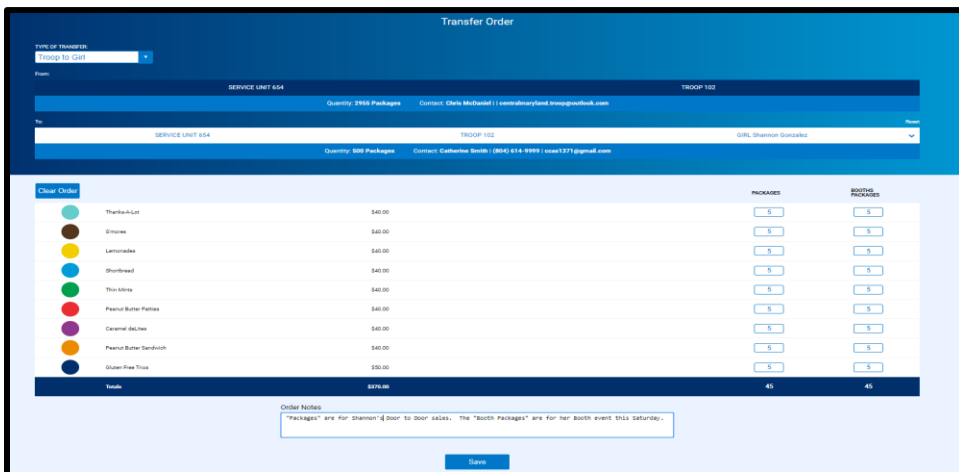 Transfer Order
TYPE OF TRANSFER:
Troop to Girl
From:
SERVICE UNIT 654 TROOP 102
Quantity: 2955 Packages Contact: Chris McDaniel | | centralmaryland.troop@outlook.com
To: Reset
SERVICE UNIT 654 TROOP 102 GIRL Shannon Gonzalez
Quantity: 500 Packages Contact: Catherine Smith | (804) 614-9999 | ccax1371@gmail.com
Clear Order PACKAGES BOOTHS PACKAGES
Thanks-A-Lot $40.00 5 5
S'mores $40.00 5 5
Lemonades $40.00 5 5
Shortbread $40.00 5 5
Thin Mints $40.00 5 5
Peanut Butter Patties $40.00 5 5
Caramel deLites $40.00 5 5
Peanut Butter Sandwich $40.00 5 5
Gluten Free Trios $50.00 5 5
Totals $370.00 45 45
Order Notes
"Packages" are for Shannon's Door to Door sales. The "Booth Packages" are for her Booth event this Saturday.
Save